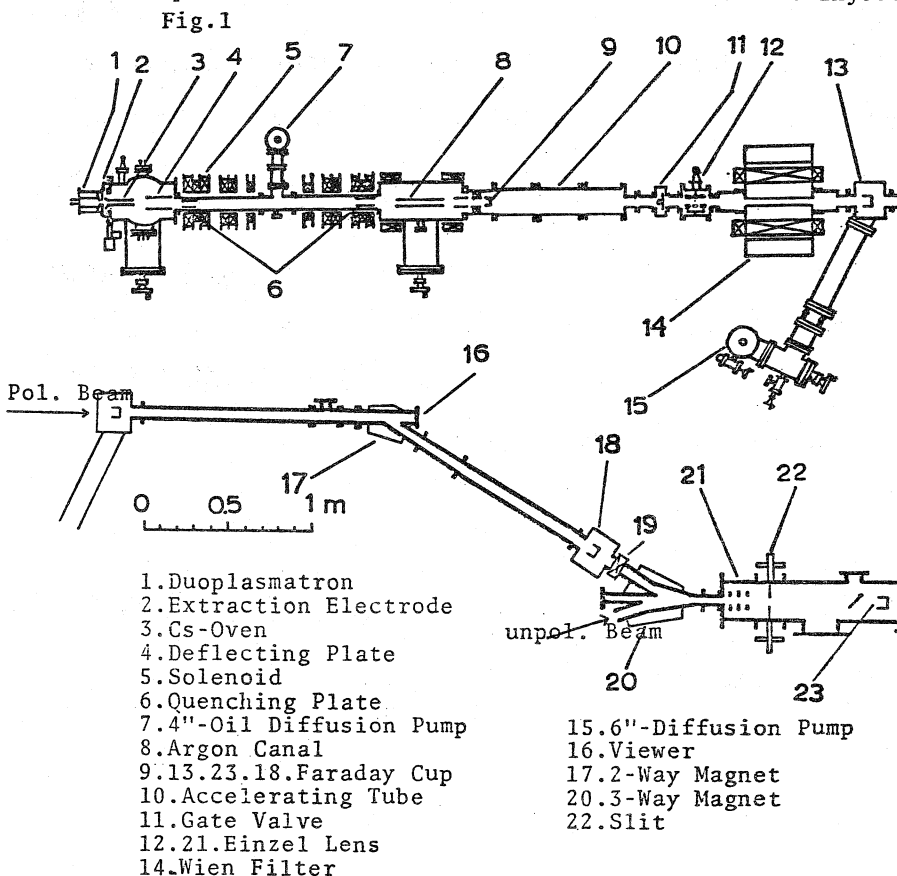 Fig.1
1 2 3 4 5 7 8 9 10 11 12 13
6 14
15
16
Pol. Beam
17 18
0 0.5 1 m
19 21 22
unpol. Beam
20 23
1.Duoplasmatron
2.Extraction Electrode
3.Cs-Oven
4.Deflecting Plate
5.Solenoid
6.Quenching Plate
7.4"-Oil Diffusion Pump
8.Argon Canal
9.13.23.18.Faraday Cup
10.Accelerating Tube
11.Gate Valve
12.21.Einzel Lens
14.Wien Filter
15.6"-Diffusion Pump
16.Viewer
17.2-Way Magnet
20.3-Way Magnet
22.Slit